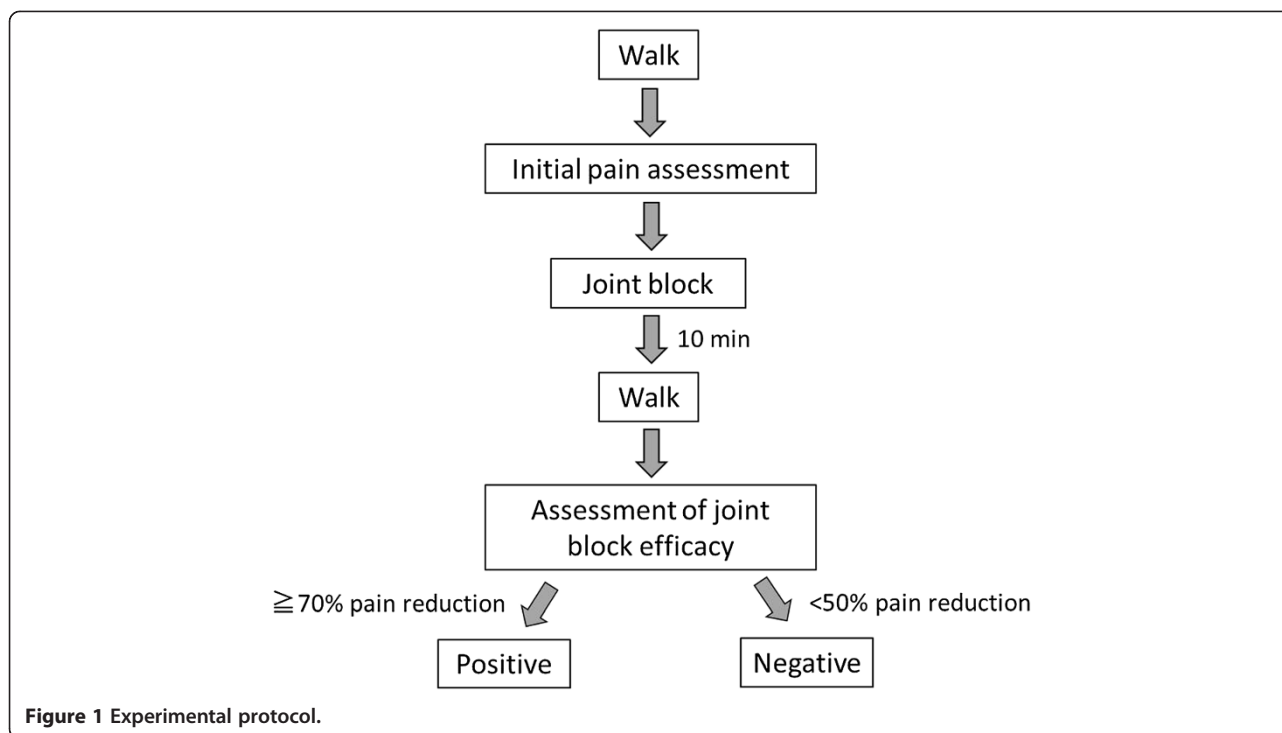 Walk
Initial pain assessment
Joint block
10 min
Walk
Assessment of joint
block efficacy
≧70% pain reduction
<50% pain reduction
Positive
Negative
Figure 1 Experimental protocol.